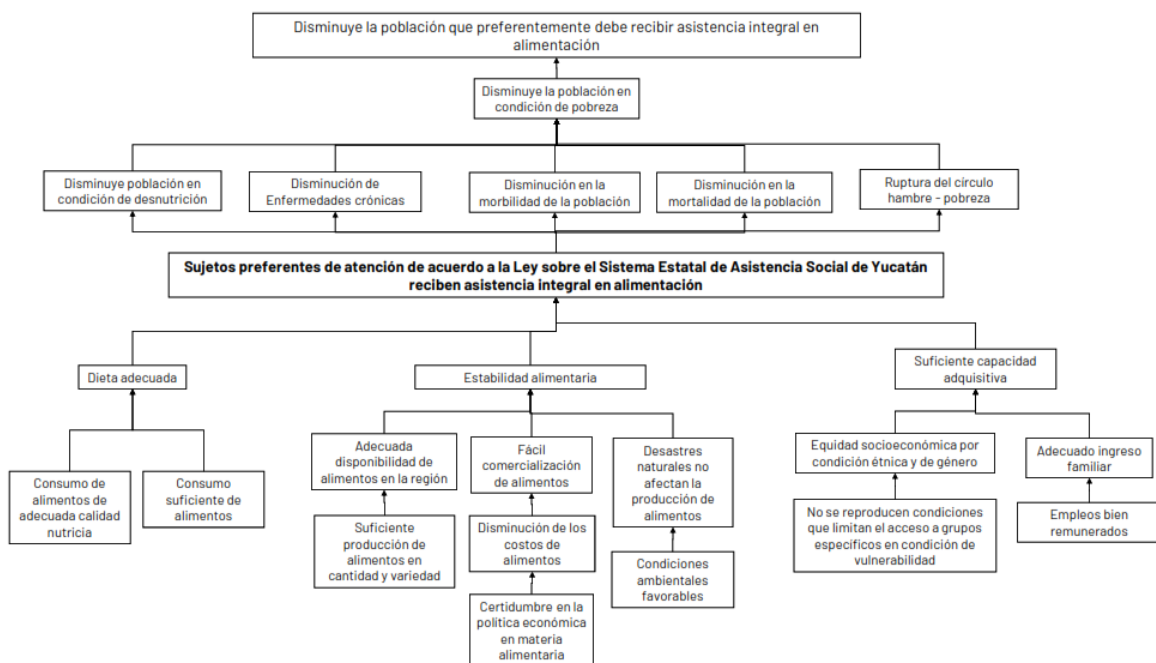 Disminuye la población que preferentemente debe recibir asistencia integral en
alimentación
Disminuye la población en
condición de pobreza
Disminuye población en
condición de desnutrición
Disminución de
Enfermedades crónicas
Disminución en la
morbilidad de la población
Disminución en la
mortalidad de la población
Ruptura del círculo
hambre - pobreza
Sujetos preferentes de atención de acuerdo a la Ley sobre el Sistema Estatal de Asistencia Social de Yucatán
reciben asistencia integral en alimentación
Dieta adecuada
Estabilidad alimentaria
Suficiente capacidad
adquisitiva
Consumo de
alimentos de
adecuada calidad
nutricia
Consumo
suficiente de
alimentos
Adecuada
disponibilidad de
alimentos en la región
Fácil
comercialización
de alimentos
Desastres
naturales no
afectan la
producción de
alimentos
Equidad socioeconómica por
condición étnica y de género
Adecuado ingreso
familiar
Suficiente
producción de
alimentos en
cantidad y variedad
Disminución de los
costos de
alimentos
Condiciones
ambientales
favorables
No se reproducen condiciones
que limitan el acceso a grupos
específicos en condición de
vulnerabilidad
Empleos bien
remunerados
Certidumbre en la
política económica
en materia
alimentaria